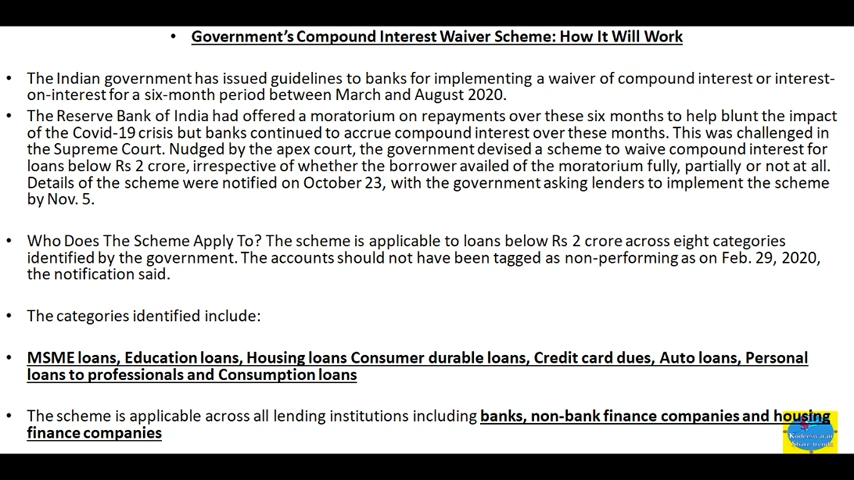 • Government's Compound Interest Waiver Scheme: How It Will Work
• The Indian government has issued guidelines to banks for implementing a waiver of compound interest or interest-
on-interest for a six-month period between March and August 2020.
• The Reserve Bank of India had offered a moratorium on repayments over these six months to help blunt the impact
of the Covid-19 crisis but banks continued to accrue compound interest over these months. This was challenged in
the Supreme Court. Nudged by the apex court, the government devised a scheme to waive compound interest for
loans below Rs 2 crore, irrespective of whether the borrower availed of the moratorium fully, partially or not at all.
Details of the scheme were notified on October 23, with the government asking lenders to implement the scheme
by Nov. 5.
• Who Does The Scheme Apply To? The scheme is applicable to loans below Rs 2 crore across eight categories
identified by the government. The accounts should not have been tagged as non-performing as on Feb. 29, 2020,
the notification said.
• The categories identified include:
• MSME loans, Education loans, Housing loans Consumer durable loans, Credit card dues, Auto loans, Personal
loans to professionals and Consumption loans
• The scheme is applicable across all lending institutions including banks, non-bank finance companies and housing
finance companies
Share trends